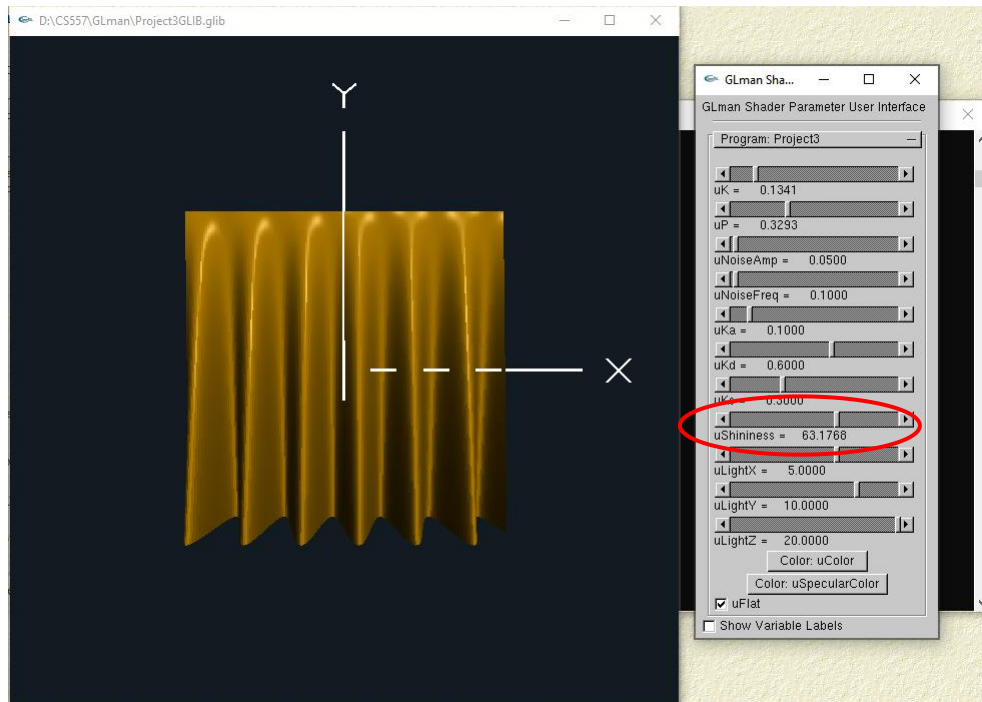 D:\CS557\GLman\Project3GLIB.glib
Y
X
GLman Sha...
GLman Shader Parameter User Interface
Program: Project3
uK = 0.1341
uP = 0.3293
uNoiseAmp = 0.0500
uNoiseFreq = 0.1000
uKa = 0.1000
uKd = 0.6000
uKs = 0.3000
uShininess = 63.1768
uLightX = 5.0000
uLightY = 10.0000
uLightZ = 20.0000
Color: uColor
Color: uSpecularColor
uFlat
Show Variable Labels